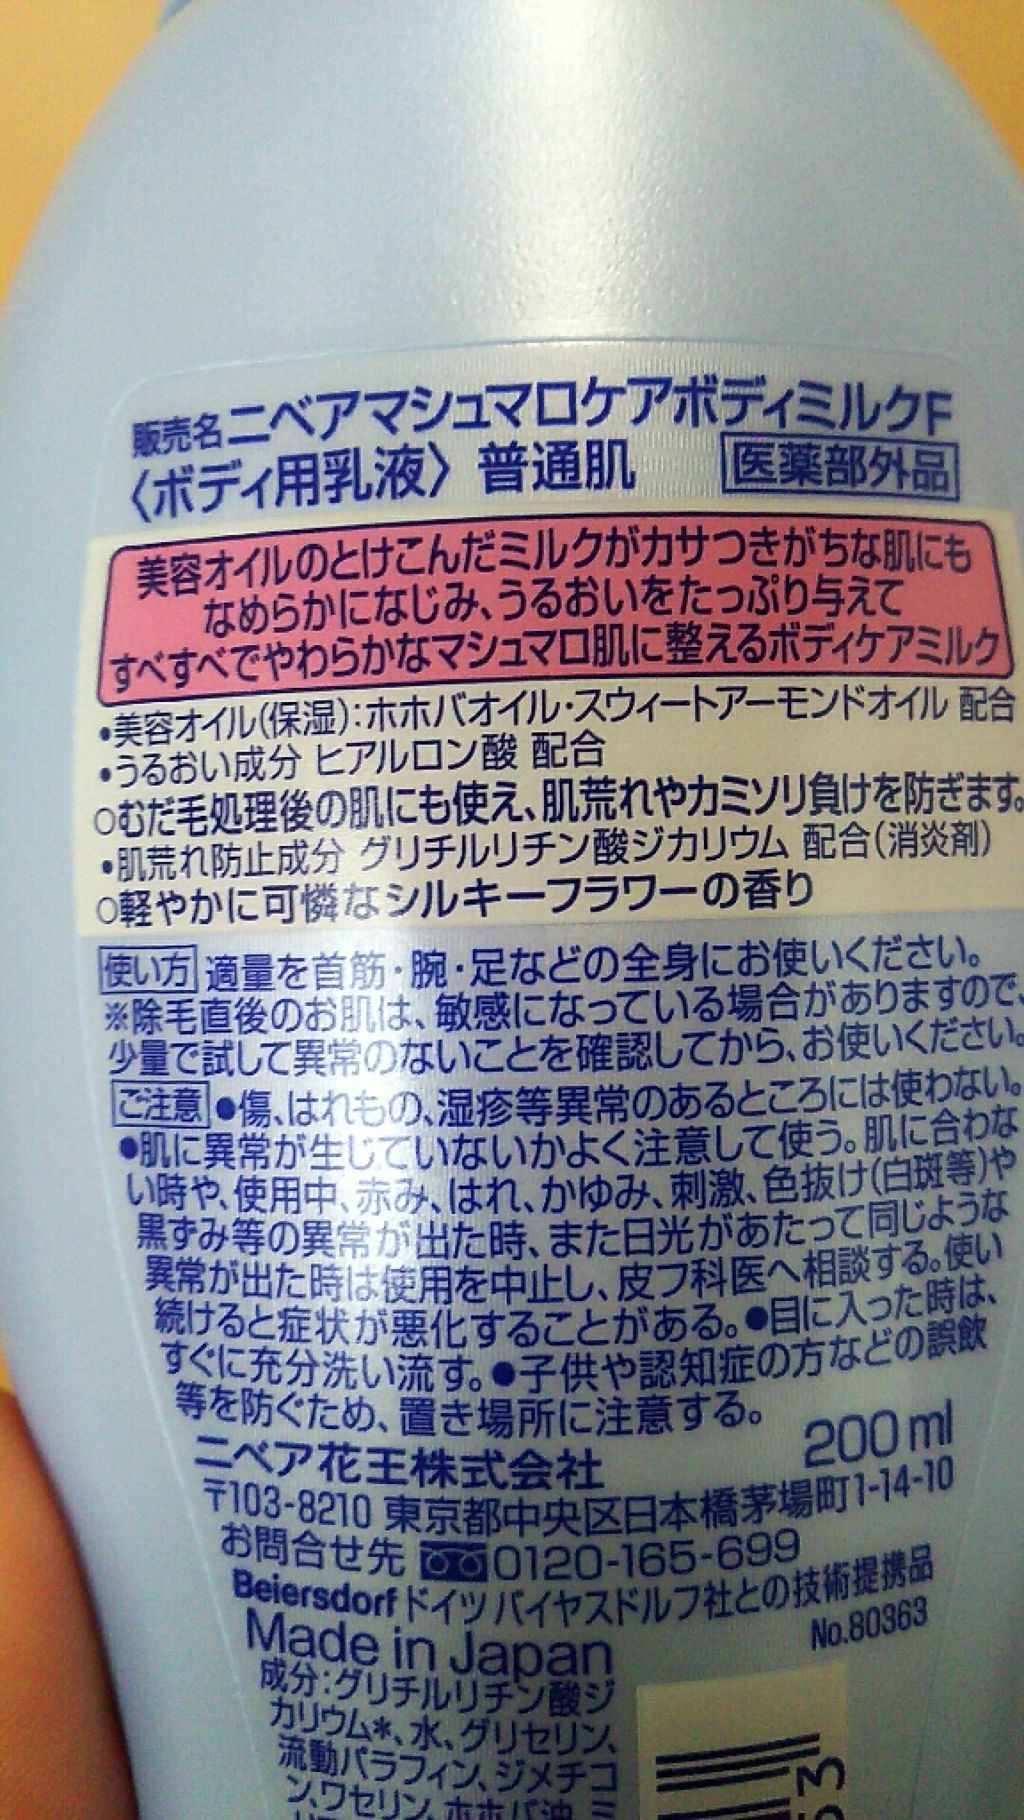 販売名ニベアマシュマロケアボディミルクF
〈ボディ用乳液〉 普通肌 医薬部外品
美容オイルのとけこんだミルクがカサつきがちな肌にも
なめらかになじみ、うるおいをたっぷり与えて
すべすべでやわらかなマシュマロ肌に整えるボディケアミルク
•美容オイル(保湿):ホホバオイル・スウィートアーモンドオイル 配合
•うるおい成分 ヒアルロン酸 配合
○むだ毛処理後の肌にも使え、肌荒れやカミソリ負けを防ぎます。
•肌荒れ防止成分 グリチルリチン酸ジカリウム 配合(消炎剤)
○軽やかに可憐なシルキーフラワーの香り
使い方 適量を首筋・腕・足などの全身にお使いください。
※除毛直後のお肌は、敏感になっている場合がありますので、
少量で試して異常のないことを確認してから、お使いください。
ご注意 ●傷、はれもの、湿疹等異常のあるところには使わない。
●肌に異常が生じていないかよく注意して使う。肌に合わな
い時や、使用中、赤み、はれ、かゆみ、刺激、色抜け(白斑等)や
黒ずみ等の異常が出た時、また日光があたって同じような
異常が出た時は使用を中止し、皮フ科医へ相談する。使い
続けると症状が悪化することがある。●目に入った時は、
すぐに充分洗い流す。●子供や認知症の方などの誤飲
等を防ぐため、置き場所に注意する。
ニベア花王株式会社 200ml
〒103-8210 東京都中央区日本橋茅場町1-14-10
お問合せ先 0120-165-699
Beiersdorfドイツ バイヤスドルフ社との技術提携品
Made in Japan No.80363
成分:グリチルリチン酸ジ
カリウム*、水、グリセリン、
流動パラフィン、ジメチコ
ン、ワセリン、ホホバ油、ミ
53